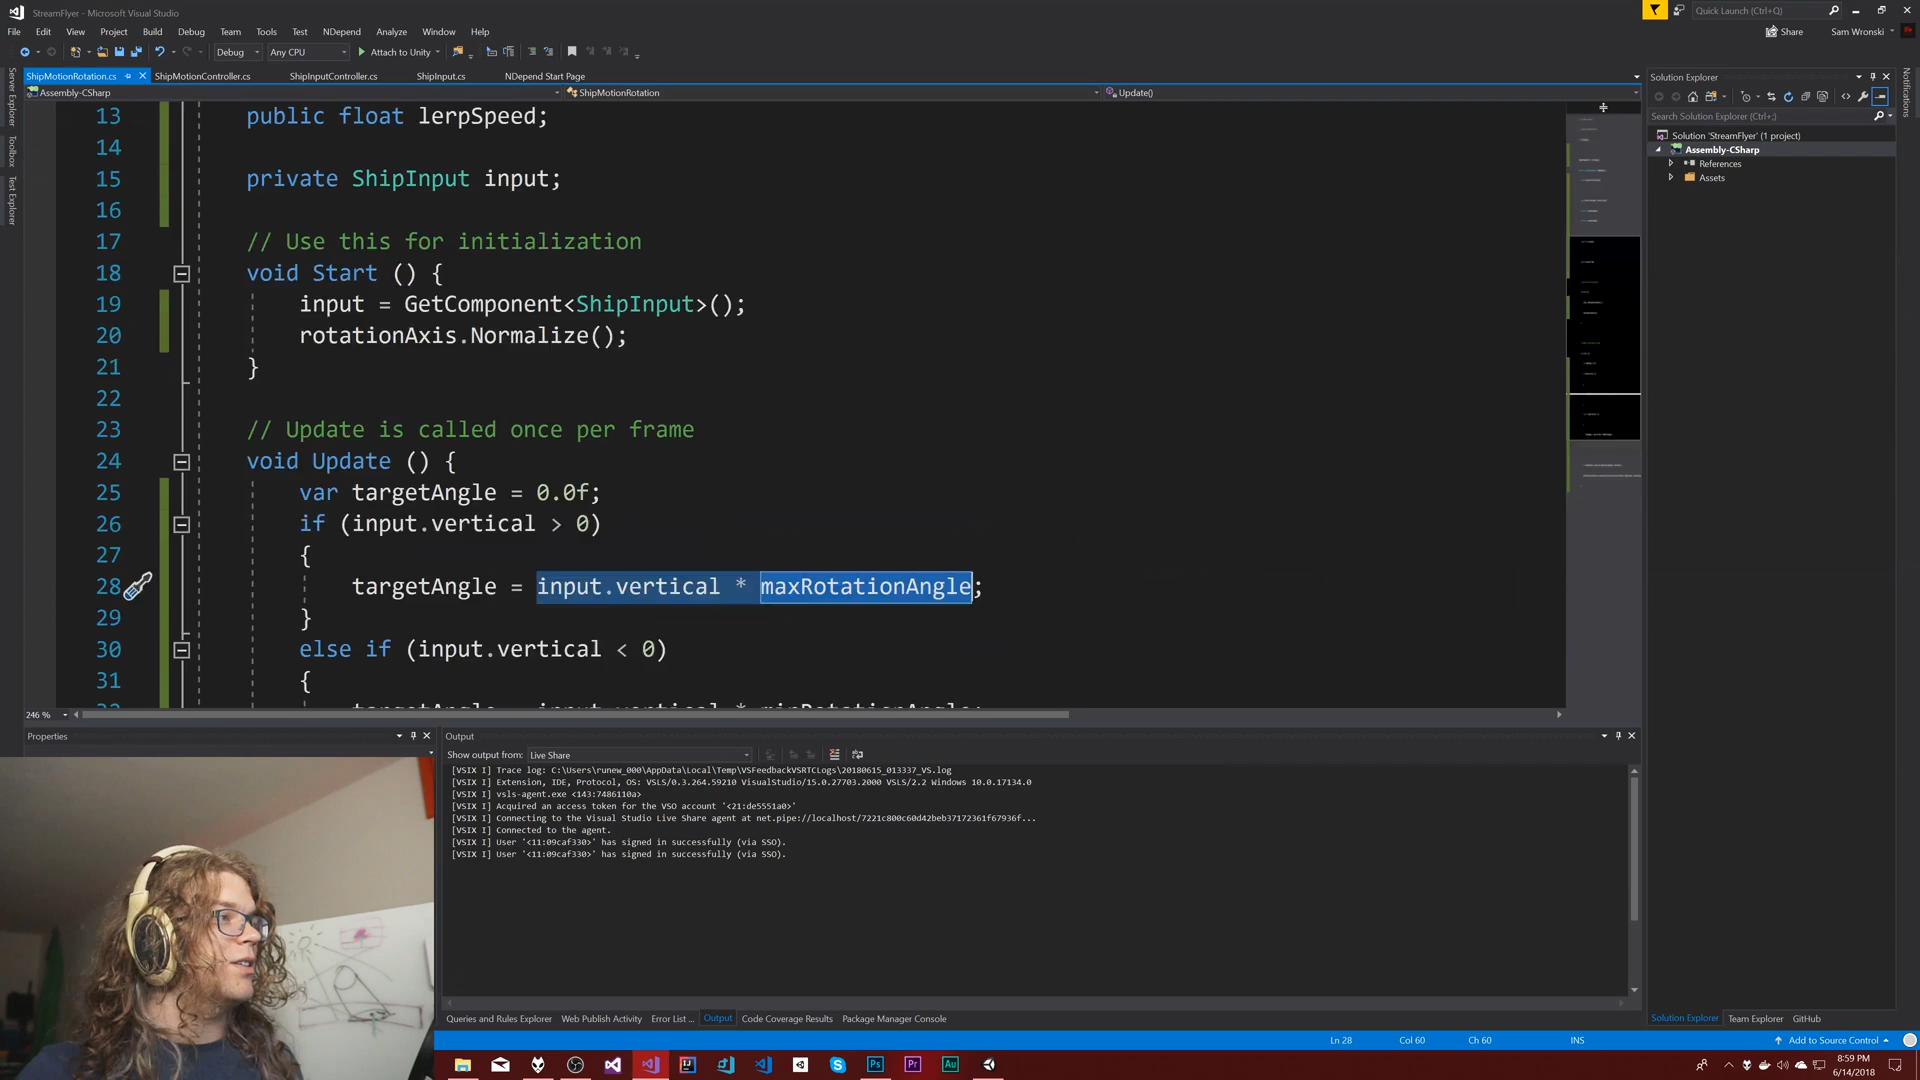 StreamFlyer - Microsoft Visual Studio
Quick Launch (Ctrl+Q)
File Edit View Project Build Debug Team Tools Test NDepend Analyze Window Help
Share
Sam Wronski
Debug Any CPU Attach to Unity
ShipMotionRotation.cs ShipMotionController.cs ShipInputController.cs ShipInput.cs NDepend Start Page
Assembly-CSharp ShipMotionRotation Update()
Server Explorer
Toolbox
Test Explorer
13 public float lerpSpeed;
14
15 private ShipInput input;
16
17 // Use this for initialization
18 void Start () {
19 input = GetComponent<ShipInput>();
20 rotationAxis.Normalize();
21 }
22
23 // Update is called once per frame
24 void Update () {
25 var targetAngle = 0.0f;
26 if (input.vertical > 0)
27 {
28 targetAngle = input.vertical * maxRotationAngle;
29 }
30 else if (input.vertical < 0)
31 {
32 targetAngle = input.vertical * minRotationAngle;
246 %
Solution Explorer
Search Solution Explorer (Ctrl+;)
Solution 'StreamFlyer' (1 project)
Assembly-CSharp
References
Assets
Notifications
Properties
Output
Show output from: Live Share
[VSIX I] Trace log: C:\Users\runew_000\AppData\Local\Temp\VSFeedbackVSRTCLogs\20180615_013337_VS.log
[VSIX I] Extension, IDE, Protocol, OS: VSLS/0.3.264.59210 VisualStudio/15.0.27703.2000 VSLS/2.2 Windows 10.0.17134.0
[VSIX I] vsls-agent.exe <143:7486110a>
[VSIX I] Acquired an access token for the VSO account '<21:de5551a0>'
[VSIX I] Connecting to the Visual Studio Live Share agent at net.pipe://localhost/7221c800c60d42beb37172361f67936f...
[VSIX I] Connected to the agent.
[VSIX I] User '<11:09caf330>' has signed in successfully (via SSO).
[VSIX I] User '<11:09caf330>' has signed in successfully (via SSO).
Queries and Rules Explorer Web Publish Activity Error List ... Output Code Coverage Results Package Manager Console
Solution Explorer Team Explorer GitHub
Ln 28 Col 60 Ch 60 INS
Add to Source Control
Ps Pr Au
8:59 PM
6/14/2018